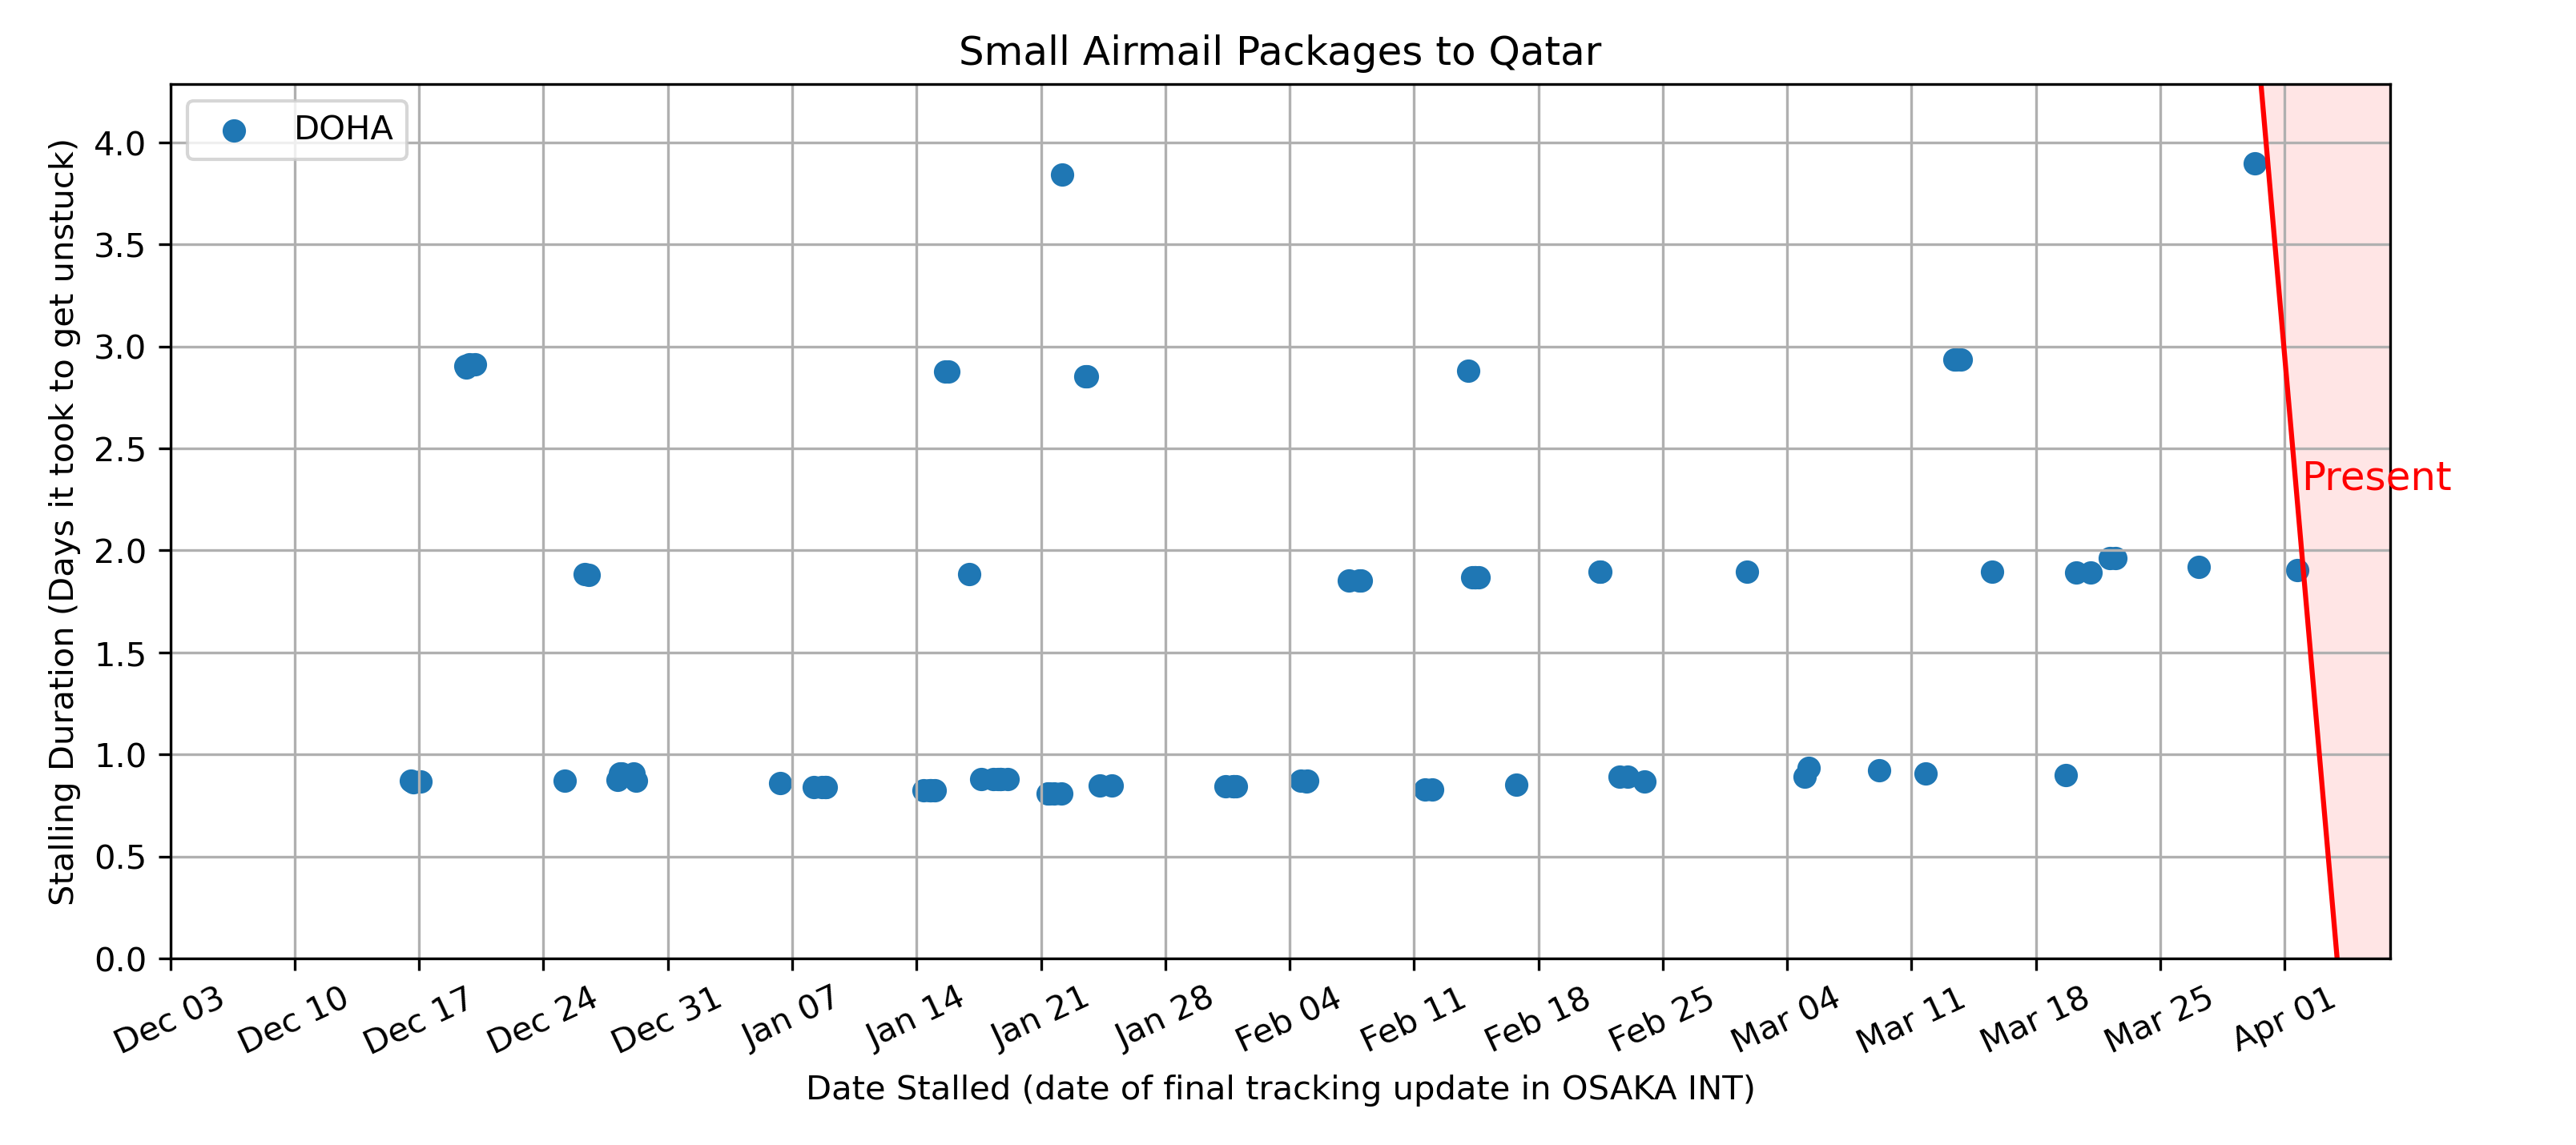 Small Airmail Packages to Qatar
DOHA
Stalling Duration (Days it took to get unstuck)
4.0
3.5
3.0
2.5
2.0
1.5
1.0
0.5
0.0
Present
Dec 03 Dec 10 Dec 17 Dec 24 Dec 31 Jan 07 Jan 14 Jan 21 Jan 28 Feb 04 Feb 11 Feb 18 Feb 25 Mar 04 Mar 11 Mar 18 Mar 25 Apr 01
Date Stalled (date of final tracking update in OSAKA INT)